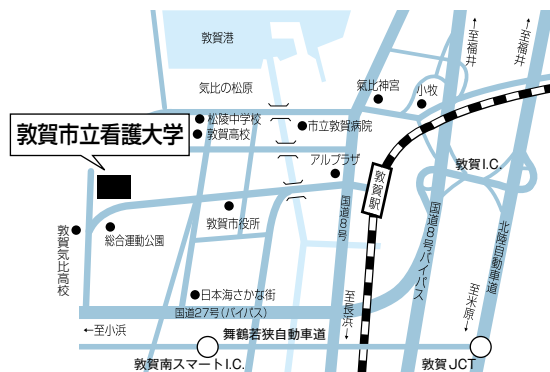 敦賀港
←至福井
←至福井
気比の松原
氣比神宮
小牧
松陵中学校
敦賀高校
市立敦賀病院
敦賀市立看護大学
アルプラザ
敦賀I.C.
敦賀駅
国道8号
国道8号バイパス
北陸自動車道
敦賀市役所
総合運動公園
敦賀気比高校
日本海さかな街
国道27号(バイパス)
至長浜→
至米原→
←至小浜
舞鶴若狭自動車道
敦賀南スマートI.C.
敦賀JCT